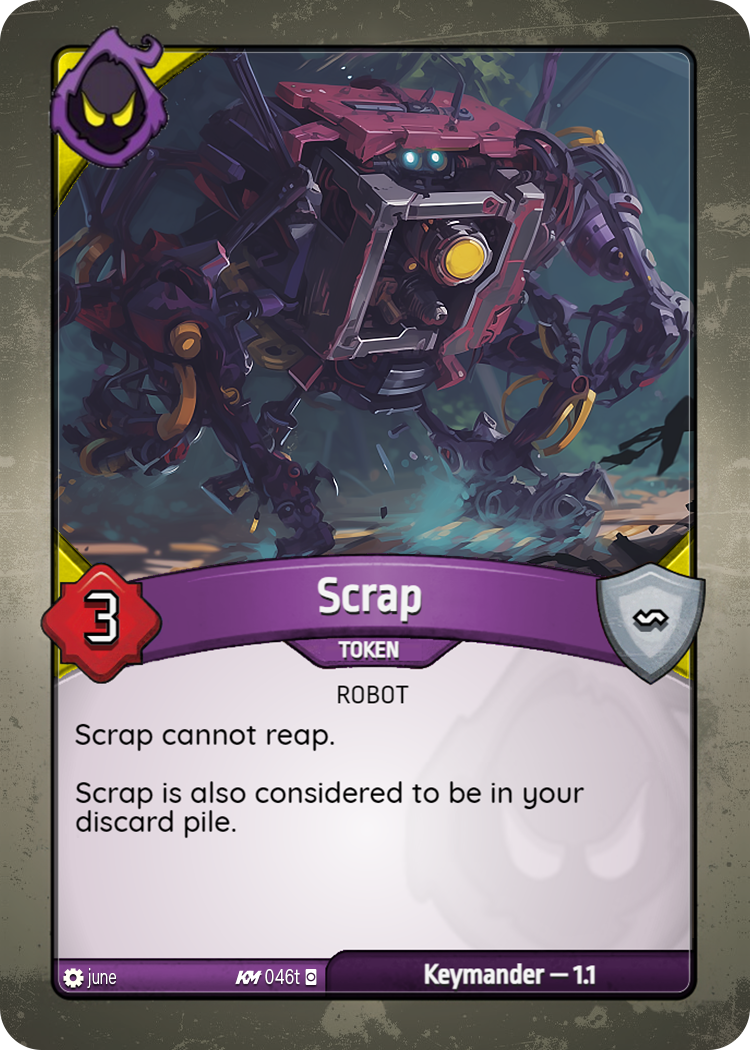 Scrap
3
~
TOKEN
ROBOT
Scrap cannot reap.
Scrap is also considered to be in your
discard pile.
june
KM 046t
Keymander — 1.1